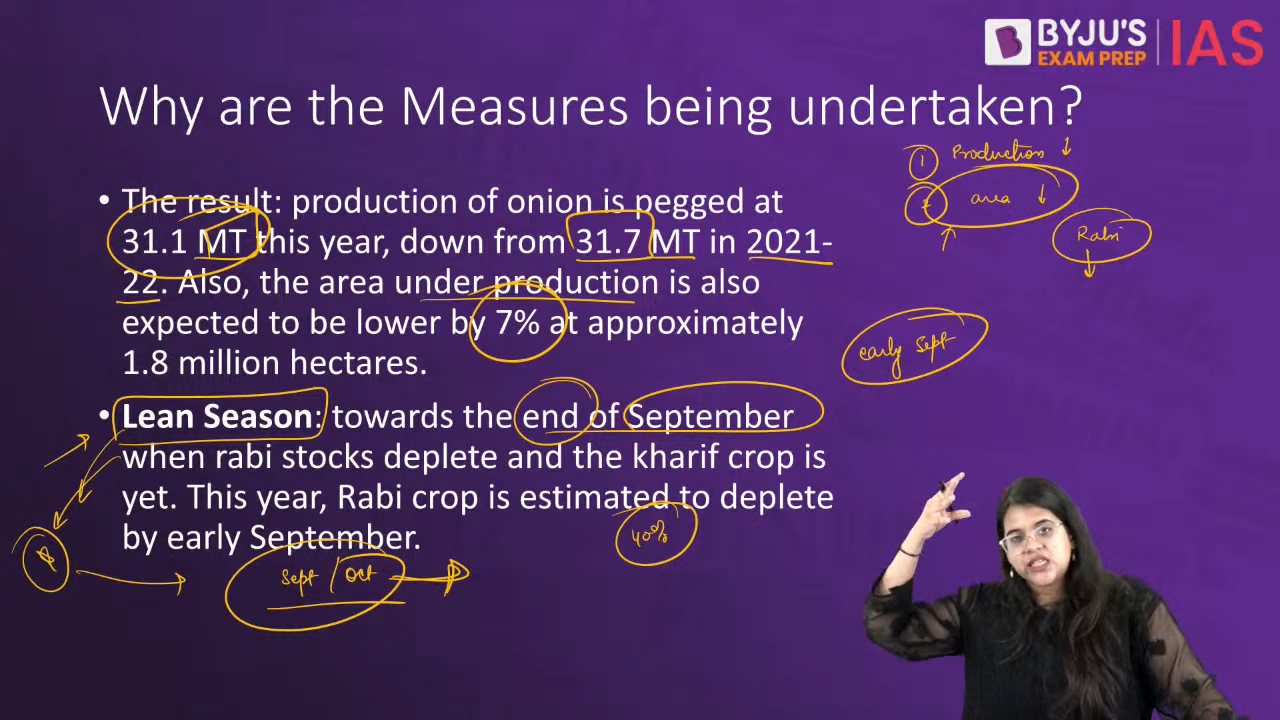 BYJU'S
EXAM PREP
IAS
Why are the Measures being undertaken?
1 Production ↓
2 area ↓
Rabi
• The result: production of onion is pegged at
31.1 MT this year, down from 31.7 MT in 2021-
22. Also, the area under production is also
expected to be lower by 7% at approximately
1.8 million hectares.
early Sept
• Lean Season: towards the end of September
when rabi stocks deplete and the kharif crop is
yet. This year, Rabi crop is estimated to deplete
by early September.
40%
Sept / Oct